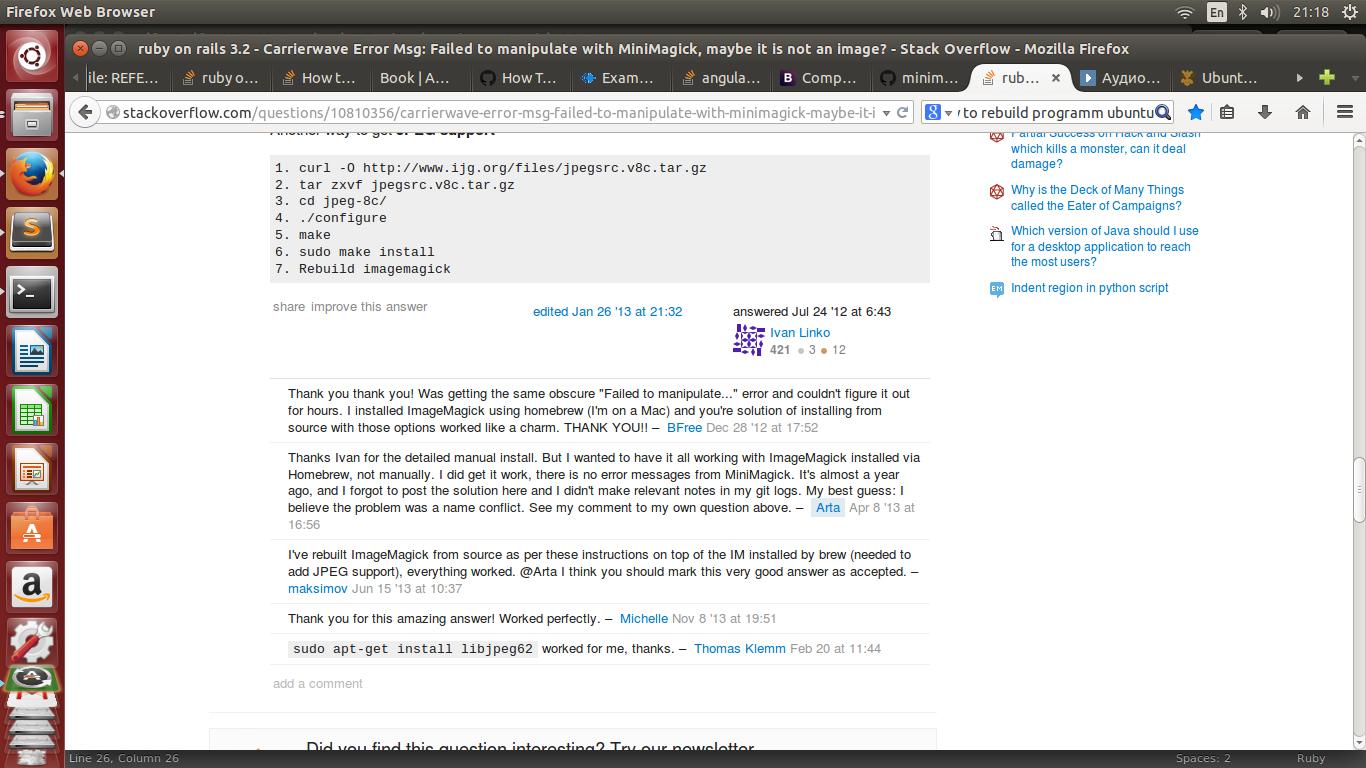 Firefox Web Browser
En
21:18
ruby on rails 3.2 - Carrierwave Error Msg: Failed to manipulate with MiniMagick, maybe it is not an image? - Stack Overflow - Mozilla Firefox
ile: REFE…
ruby o…
How t…
Book | A…
How T…
Exam…
angula…
Comp…
minim…
rub…
Аудио…
Ubunt…
stackoverflow.com/questions/10810356/carrierwave-error-msg-failed-to-manipulate-with-minimagick-maybe-it-i
to rebuild programm ubuntu
Another way to get JPEG support
1. curl -O http://www.ijg.org/files/jpegsrc.v8c.tar.gz
2. tar zxvf jpegsrc.v8c.tar.gz
3. cd jpeg-8c/
4. ./configure
5. make
6. sudo make install
7. Rebuild imagemagick
share improve this answer
edited Jan 26 '13 at 21:32
answered Jul 24 '12 at 6:43
Ivan Linko
421 3 12
Thank you thank you! Was getting the same obscure "Failed to manipulate..." error and couldn't figure it out
for hours. I installed ImageMagick using homebrew (I'm on a Mac) and you're solution of installing from
source with those options worked like a charm. THANK YOU!! – BFree Dec 28 '12 at 17:52
Thanks Ivan for the detailed manual install. But I wanted to have it all working with ImageMagick installed via
Homebrew, not manually. I did get it work, there is no error messages from MiniMagick. It's almost a year
ago, and I forgot to post the solution here and I didn't make relevant notes in my git logs. My best guess: I
believe the problem was a name conflict. See my comment to my own question above. – Arta Apr 8 '13 at
16:56
I've rebuilt ImageMagick from source as per these instructions on top of the IM installed by brew (needed to
add JPEG support), everything worked. @Arta I think you should mark this very good answer as accepted. –
maksimov Jun 15 '13 at 10:37
Thank you for this amazing answer! Worked perfectly. – Michelle Nov 8 '13 at 19:51
sudo apt-get install libjpeg62 worked for me, thanks. – Thomas Klemm Feb 20 at 11:44
add a comment
Did you find this question interesting? Try our newsletter
Partial Success on Hack and Slash
which kills a monster, can it deal
damage?
Why is the Deck of Many Things
called the Eater of Campaigns?
Which version of Java should I use
for a desktop application to reach
the most users?
EM
Indent region in python script
Line 26, Column 26
Spaces: 2
Ruby